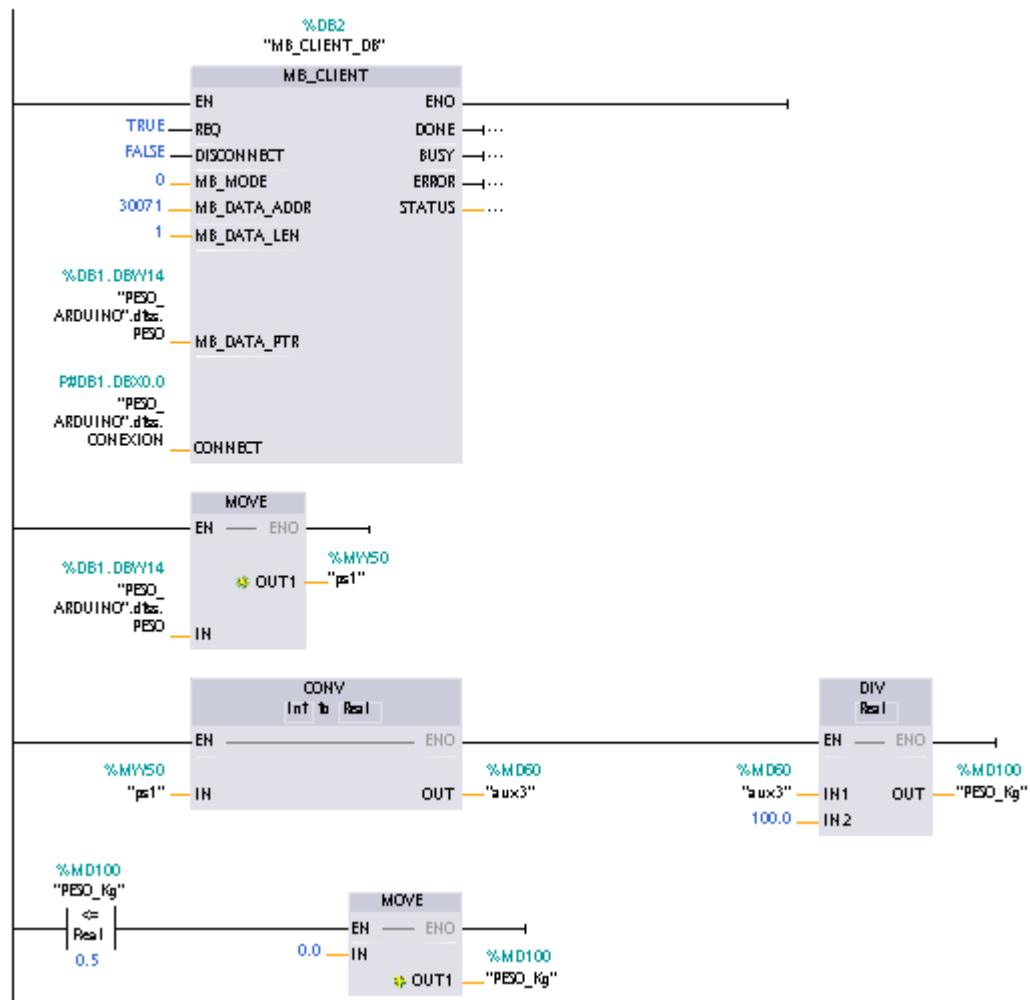 %DB2
"MB_CLIENT_DB"
MB_CLIENT
EN ENO
TRUE REQ DONE ...
FALSE DISCONNECT BUSY ...
0 MB_MODE ERROR ...
30071 MB_DATA_ADDR STATUS ...
1 MB_DATA_LEN
%DB1.DBW14
"PESO_
ARDUINO".dtss.
PESO MB_DATA_PTR
P#DB1.DBX0.0
"PESO_
ARDUINO".dtss.
CONEXION CONNECT
MOVE
EN ENO
%DB1.DBW14
"PESO_
ARDUINO".dtss.
PESO IN
%MW50
OUT1 "ps1"
CONV
Int to Real
EN ENO
%MW50
"ps1" IN
%MD60
OUT "aux3"
DIV
Real
EN ENO
%MD60
"aux3" IN1
100.0 IN2
%MD100
OUT "PESO_Kg"
%MD100
"PESO_Kg"
<=
Real
0.5
MOVE
EN ENO
0.0 IN
%MD100
OUT1 "PESO_Kg"